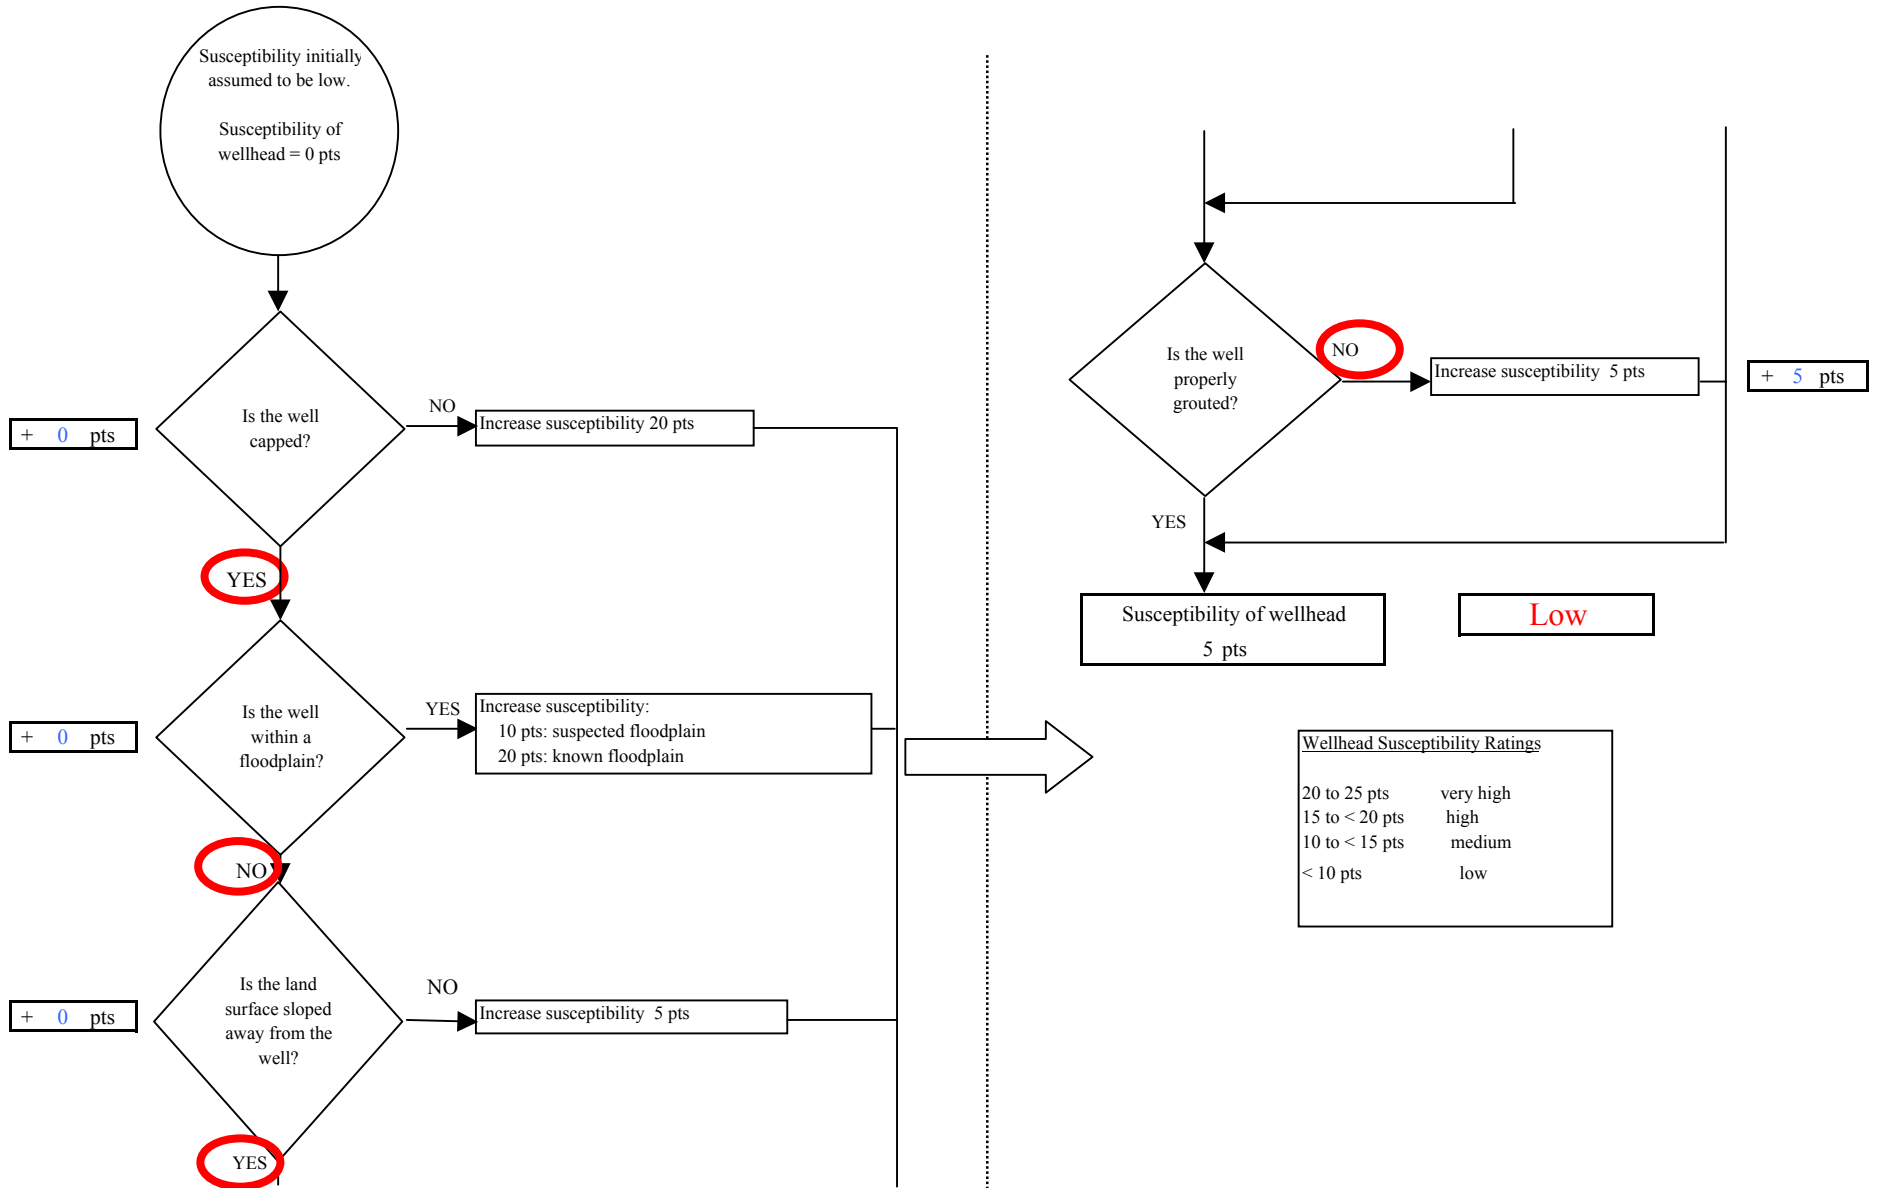 Susceptibility initially
assumed to be low.
Susceptibility of
wellhead = 0 pts
+ 0 pts
Is the well
capped?
NO
Increase susceptibility 20 pts
YES
+ 0 pts
Is the well
within a
floodplain?
YES
Increase susceptibility:
10 pts: suspected floodplain
20 pts: known floodplain
NO
+ 0 pts
Is the land
surface sloped
away from the
well?
NO
Increase susceptibility 5 pts
YES
Is the well
properly
grouted?
NO
Increase susceptibility 5 pts
+ 5 pts
YES
Susceptibility of wellhead
5 pts
Low
Wellhead Susceptibility Ratings
20 to 25 pts very high
15 to < 20 pts high
10 to < 15 pts medium
< 10 pts low